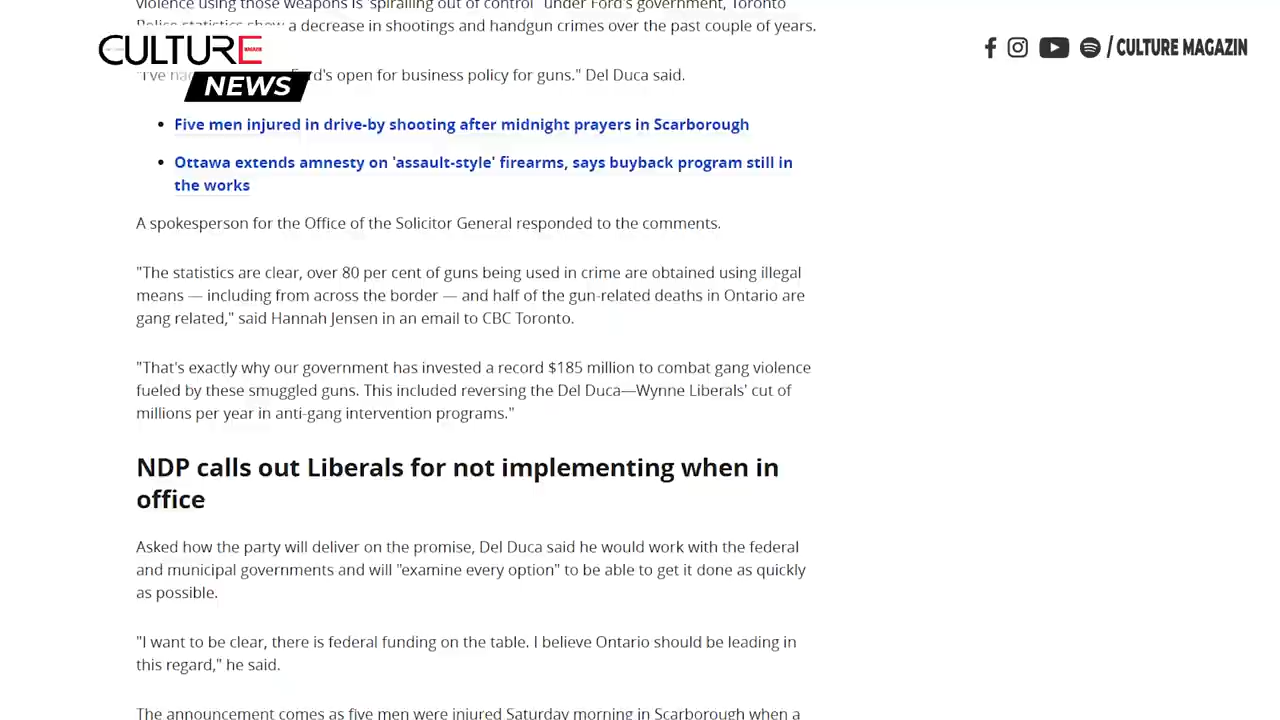 violence using those weapons is 'spiralling out of control' under Ford's government, Toronto
Police statistics show a decrease in shootings and handgun crimes over the past couple of years.
CULTURE
NEWS
/ CULTURE MAGAZIN
"I've had Ford's open for business policy for guns." Del Duca said.
• Five men injured in drive-by shooting after midnight prayers in Scarborough
• Ottawa extends amnesty on 'assault-style' firearms, says buyback program still in
the works
A spokesperson for the Office of the Solicitor General responded to the comments.
"The statistics are clear, over 80 per cent of guns being used in crime are obtained using illegal
means — including from across the border — and half of the gun-related deaths in Ontario are
gang related," said Hannah Jensen in an email to CBC Toronto.
"That's exactly why our government has invested a record $185 million to combat gang violence
fueled by these smuggled guns. This included reversing the Del Duca—Wynne Liberals' cut of
millions per year in anti-gang intervention programs."
NDP calls out Liberals for not implementing when in
office
Asked how the party will deliver on the promise, Del Duca said he would work with the federal
and municipal governments and will "examine every option" to be able to get it done as quickly
as possible.
"I want to be clear, there is federal funding on the table. I believe Ontario should be leading in
this regard," he said.
The announcement comes as five men were injured Saturday morning in Scarborough when a